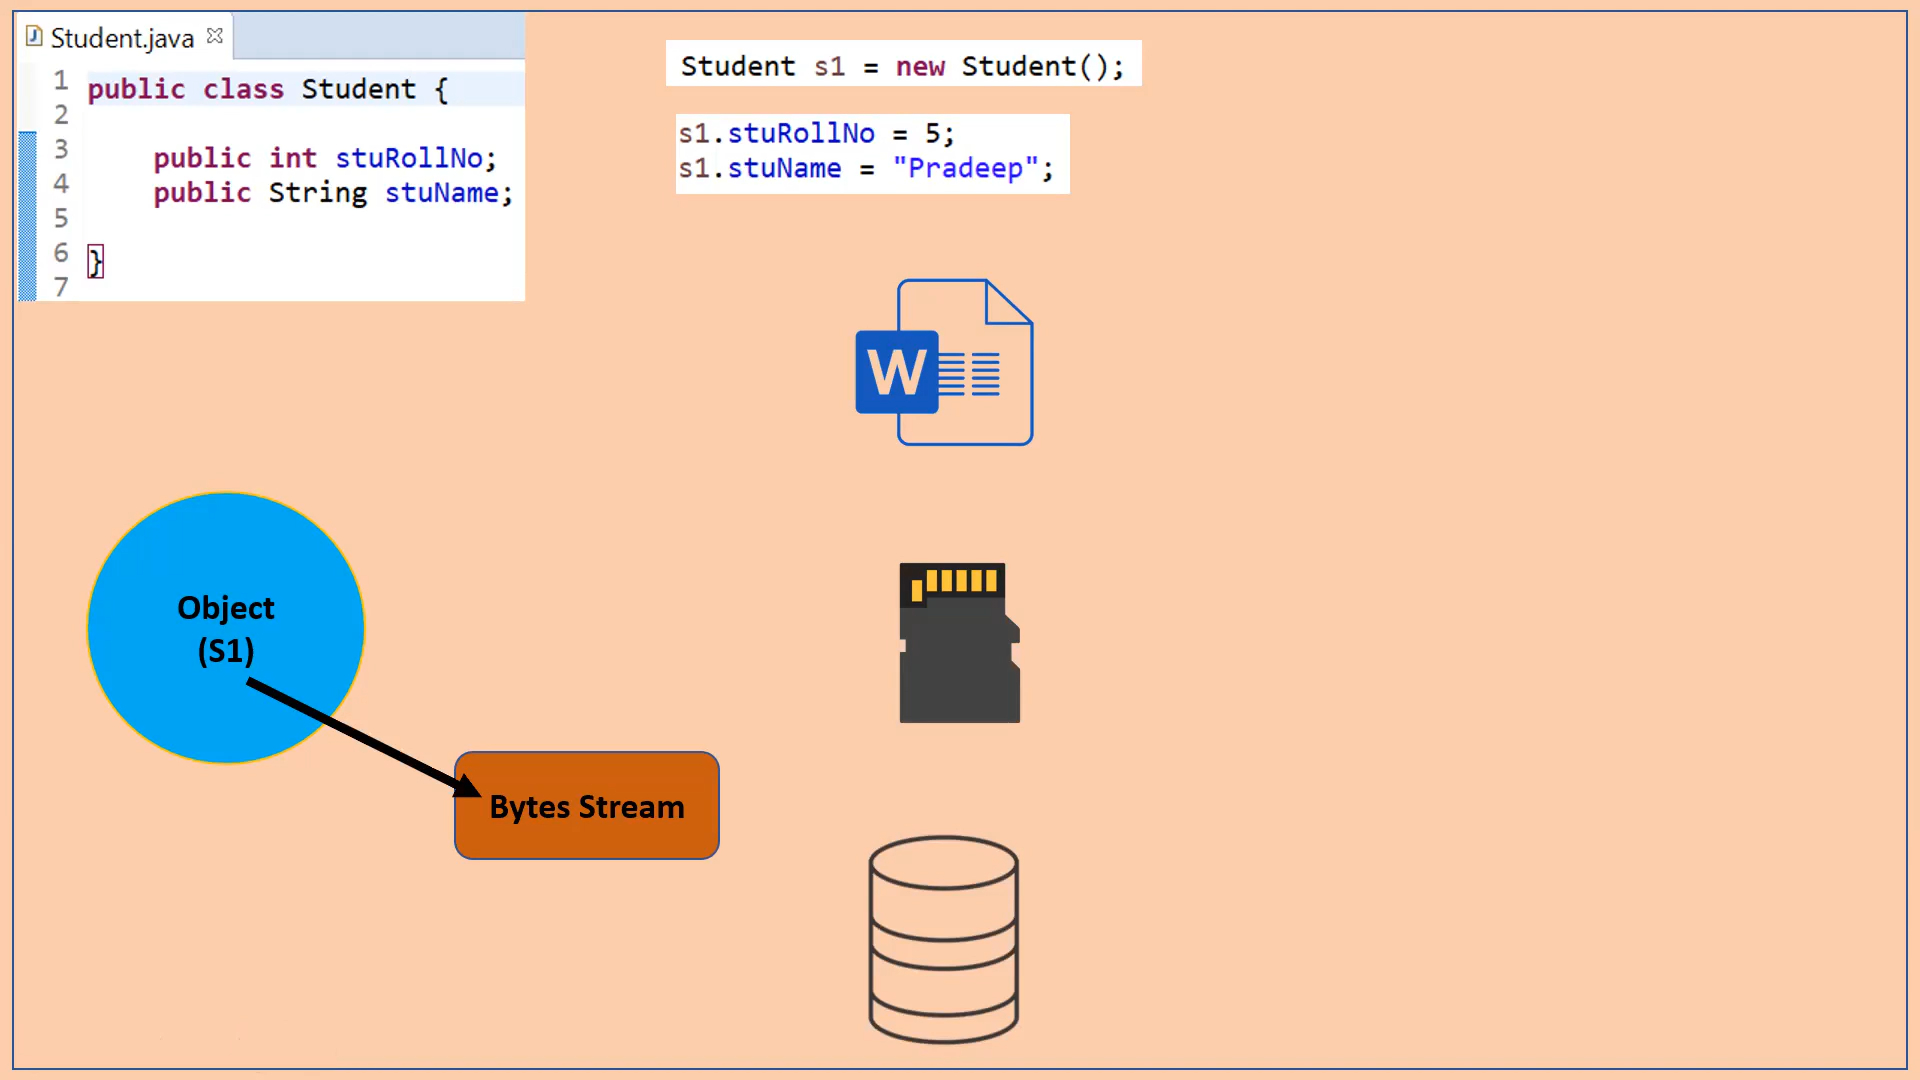 Student.java
1 public class Student {
2
3 public int stuRollNo;
4 public String stuName;
5
6 }
7
Student s1 = new Student();
s1.stuRollNo = 5;
s1.stuName = "Pradeep";
W
Object
(S1)
Bytes Stream